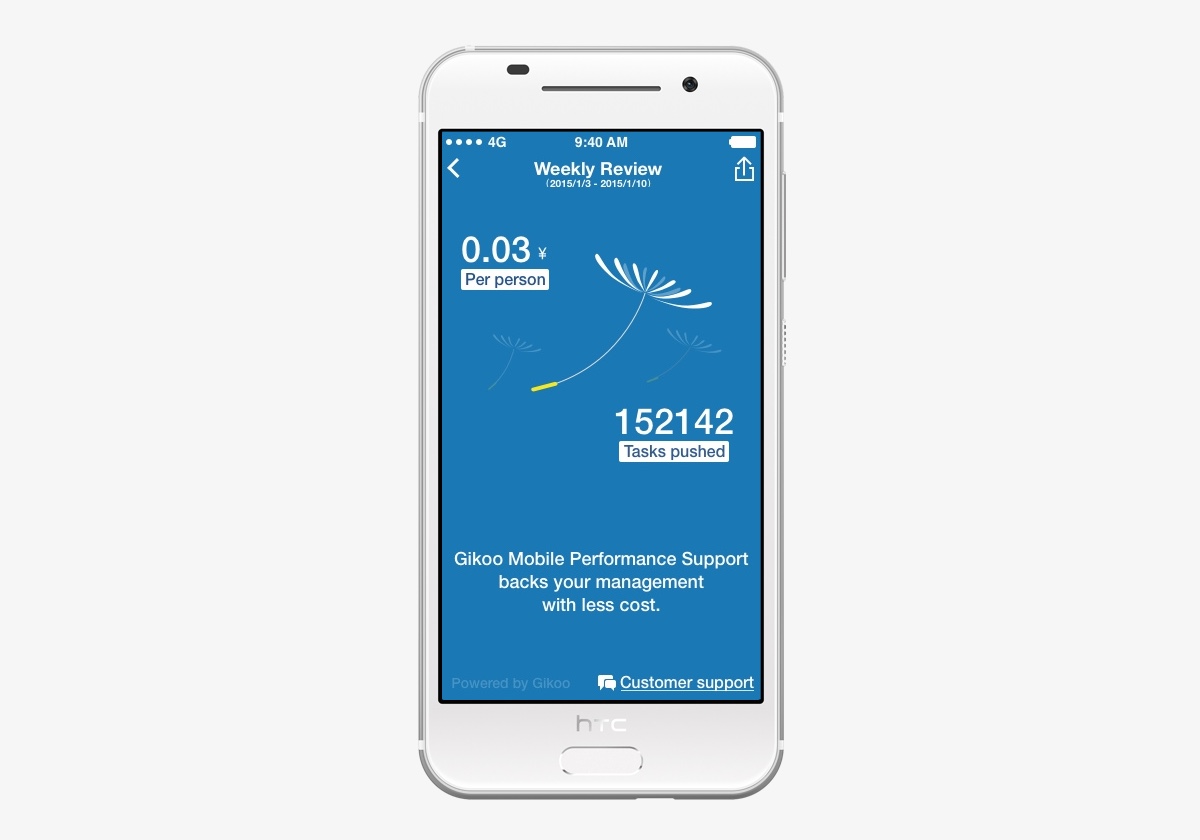 4G 9:40 AM
Weekly Review
(2015/1/3 - 2015/1/10)
0.03 ¥
Per person
152142
Tasks pushed
Gikoo Mobile Performance Support
backs your management
with less cost.
Powered by Gikoo Customer support
hTC